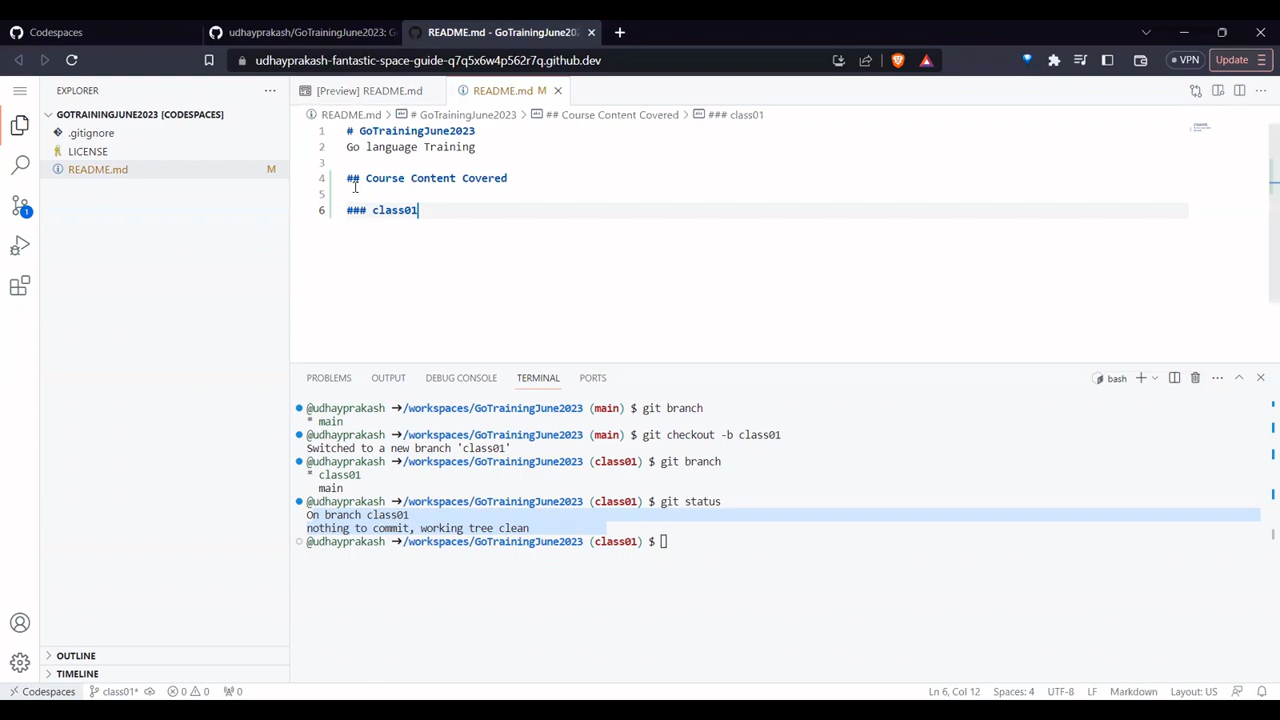 Codespaces
udhayprakash/GoTrainingJune2023: G
README.md - GoTrainingJune202
udhayprakash-fantastic-space-guide-q7q5x6w4p562r7q.github.dev
VPN
Update
EXPLORER
[Preview] README.md
README.md M
GOTRAININGJUNE2023 [CODESPACES]
README.md > # GoTrainingJune2023 > ## Course Content Covered > ### class01
.gitignore
LICENSE
README.md M
1 # GoTrainingJune2023
2 Go language Training
3
4 ## Course Content Covered
5
6 ### class01
1
PROBLEMS OUTPUT DEBUG CONSOLE TERMINAL PORTS
bash
@udhayprakash ➜/workspaces/GoTrainingJune2023 (main) $ git branch
* main
@udhayprakash ➜/workspaces/GoTrainingJune2023 (main) $ git checkout -b class01
Switched to a new branch 'class01'
@udhayprakash ➜/workspaces/GoTrainingJune2023 (class01) $ git branch
* class01
main
@udhayprakash ➜/workspaces/GoTrainingJune2023 (class01) $ git status
On branch class01
nothing to commit, working tree clean
@udhayprakash ➜/workspaces/GoTrainingJune2023 (class01) $
OUTLINE
TIMELINE
Codespaces class01* 0 0 0 Ln 6, Col 12 Spaces: 4 UTF-8 LF Markdown Layout: US